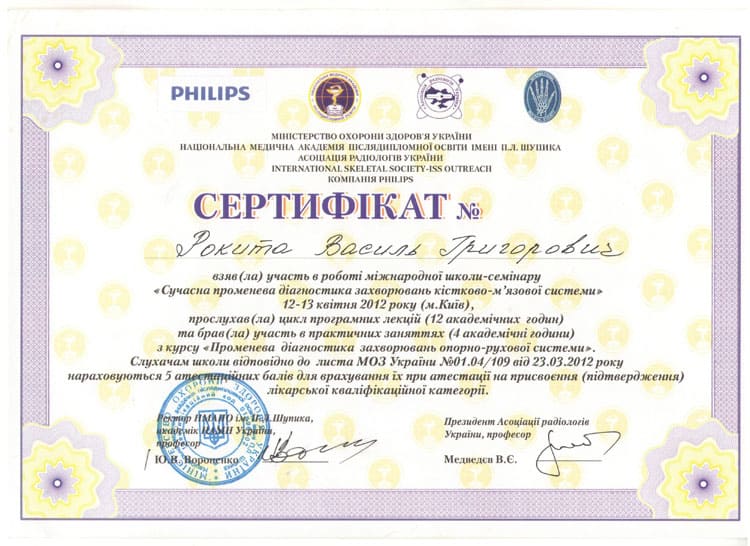 PHILIPS
МІНІСТЕРСТВО ОХОРОНИ ЗДОРОВ'Я УКРАЇНИ
НАЦІОНАЛЬНА МЕДИЧНА АКАДЕМІЯ ПІСЛЯДИПЛОМНОЇ ОСВІТИ ІМЕНІ П.Л. ШУПИКА
АСОЦІАЦІЯ РАДІОЛОГІВ УКРАЇНИ
INTERNATIONAL SKELETAL SOCIETY-ISS OUTREACH
КОМПАНІЯ PHILIPS
СЕРТИФІКАТ №
Рокита Василь Григорович
взяв(ла) участь в роботі міжнародної школи-семінару
«Сучасна променева діагностика захворювань кістково-м'язової системи»
12-13 квітня 2012 року (м.Київ),
прослухав(ла) цикл програмних лекцій (12 академічних годин)
та брав(ла) участь в практичних заняттях (4 академічні години)
з курсу «Променева діагностика захворювань опорно-рухової системи».
Слухачам школи відповідно до листа МОЗ України №01.04/109 від 23.03.2012 року
нараховуються 5 атестаційних балів для врахування їх при атестації на присвоєння (підтвердження)
лікарської кваліфікаційної категорії.
Ректор НМАПО ім. П.Л.Шупика,
академік НАМН України,
професор
Ю.В. Вороненко
Президент Асоціації радіологів
України, професор
Медведєв В.Є.